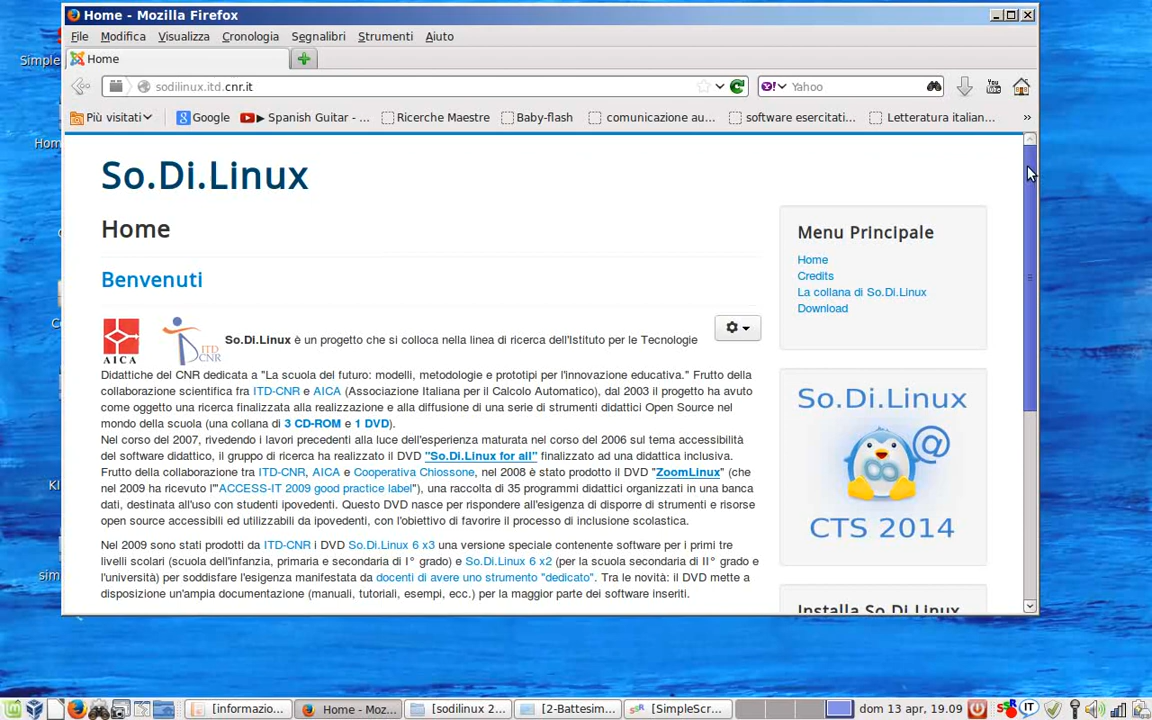 Home - Mozilla Firefox
File Modifica Visualizza Cronologia Segnalibri Strumenti Aiuto
Simple
Home
sodilinux.itd.cnr.it
Yahoo
Più visitati Google Spanish Guitar - ... Ricerche Maestre Baby-flash comunicazione au... software esercitati... Letteratura italian... »
Hom
So.Di.Linux
Home
Benvenuti
AICA
ITD
CNR
So.Di.Linux è un progetto che si colloca nella linea di ricerca dell'Istituto per le Tecnologie
Didattiche del CNR dedicata a "La scuola del futuro: modelli, metodologie e prototipi per l'innovazione educativa." Frutto della
collaborazione scientifica fra ITD-CNR e AICA (Associazione Italiana per il Calcolo Automatico), dal 2003 il progetto ha avuto
come oggetto una ricerca finalizzata alla realizzazione e alla diffusione di una serie di strumenti didattici Open Source nel
mondo della scuola (una collana di 3 CD-ROM e 1 DVD).
Nel corso del 2007, rivedendo i lavori precedenti alla luce dell'esperienza maturata nel corso del 2006 sul tema accessibilità
del software didattico, il gruppo di ricerca ha realizzato il DVD "So.Di.Linux for all" finalizzato ad una didattica inclusiva.
Frutto della collaborazione tra ITD-CNR, AICA e Cooperativa Chiossone, nel 2008 è stato prodotto il DVD "ZoomLinux" (che
nel 2009 ha ricevuto l'"ACCESS-IT 2009 good practice label"), una raccolta di 35 programmi didattici organizzati in una banca
dati, destinata all'uso con studenti ipovedenti. Questo DVD nasce per rispondere all'esigenza di disporre di strumenti e risorse
open source accessibili ed utilizzabili da ipovedenti, con l'obiettivo di favorire il processo di inclusione scolastica.
Nel 2009 sono stati prodotti da ITD-CNR i DVD So.Di.Linux 6 x3 una versione speciale contenente software per i primi tre
livelli scolari (scuola dell'infanzia, primaria e secondaria di I° grado) e So.Di.Linux 6 x2 (per la scuola secondaria di II° grado e
l'università) per soddisfare l'esigenza manifestata da docenti di avere uno strumento "dedicato". Tra le novità: il DVD mette a
disposizione un'ampia documentazione (manuali, tutoriali, esempi, ecc.) per la maggior parte dei software inseriti.
Menu Principale
Home
Credits
La collana di So.Di.Linux
Download
So.Di.Linux
@
CTS 2014
Installa So.Di.Linux
sim
[informazio... Home - Moz... [sodilinux 2... [2-Battesim... [SimpleScr... IT dom 13 apr, 19.09